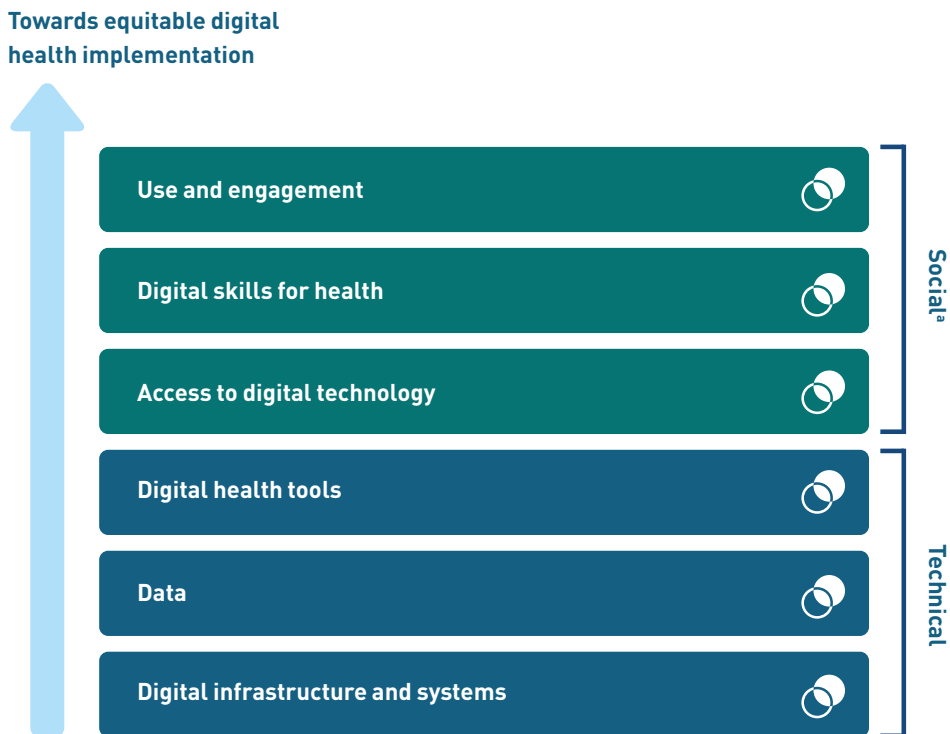 Towards equitable digital
health implementation
Use and engagement
Digital skills for health
Access to digital technology
Socialᵃ
Digital health tools
Data
Digital infrastructure and systems
Technical